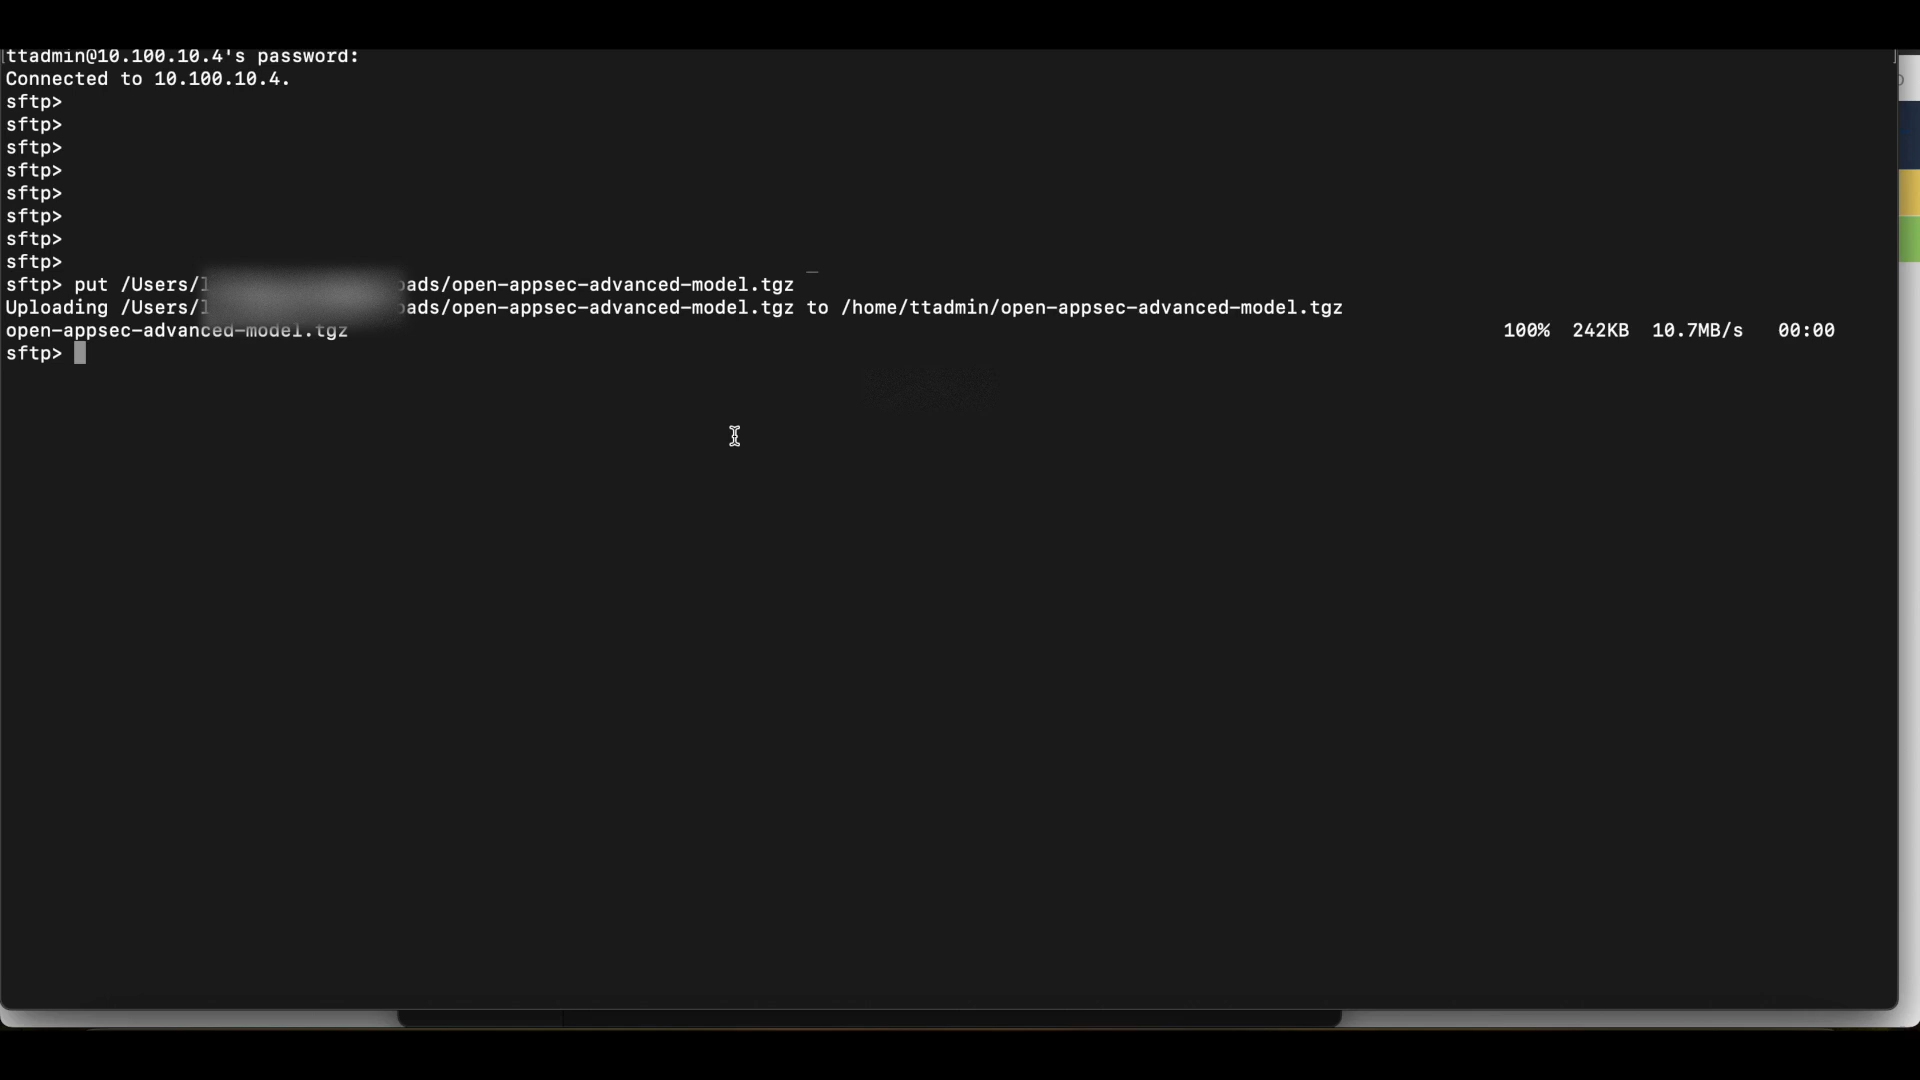 ttadmin@10.100.10.4's password:
Connected to 10.100.10.4.
sftp>
sftp>
sftp>
sftp>
sftp>
sftp>
sftp>
sftp>
sftp> put /Users/ ads/open-appsec-advanced-model.tgz
Uploading /Users/ ads/open-appsec-advanced-model.tgz to /home/ttadmin/open-appsec-advanced-model.tgz
open-appsec-advanced-model.tgz 100% 242KB 10.7MB/s 00:00
sftp>